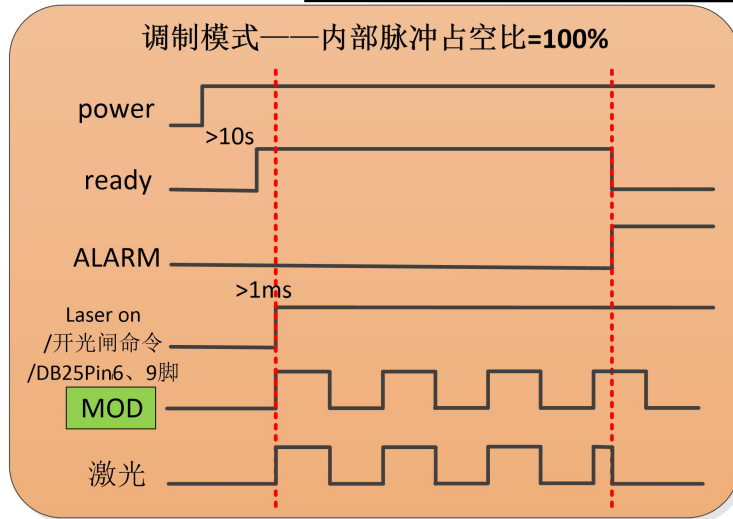 调制模式——内部脉冲占空比=100%
power
>10s
ready
ALARM
>1ms
Laser on
/开光闸命令
/DB25Pin6、9脚
MOD
激光